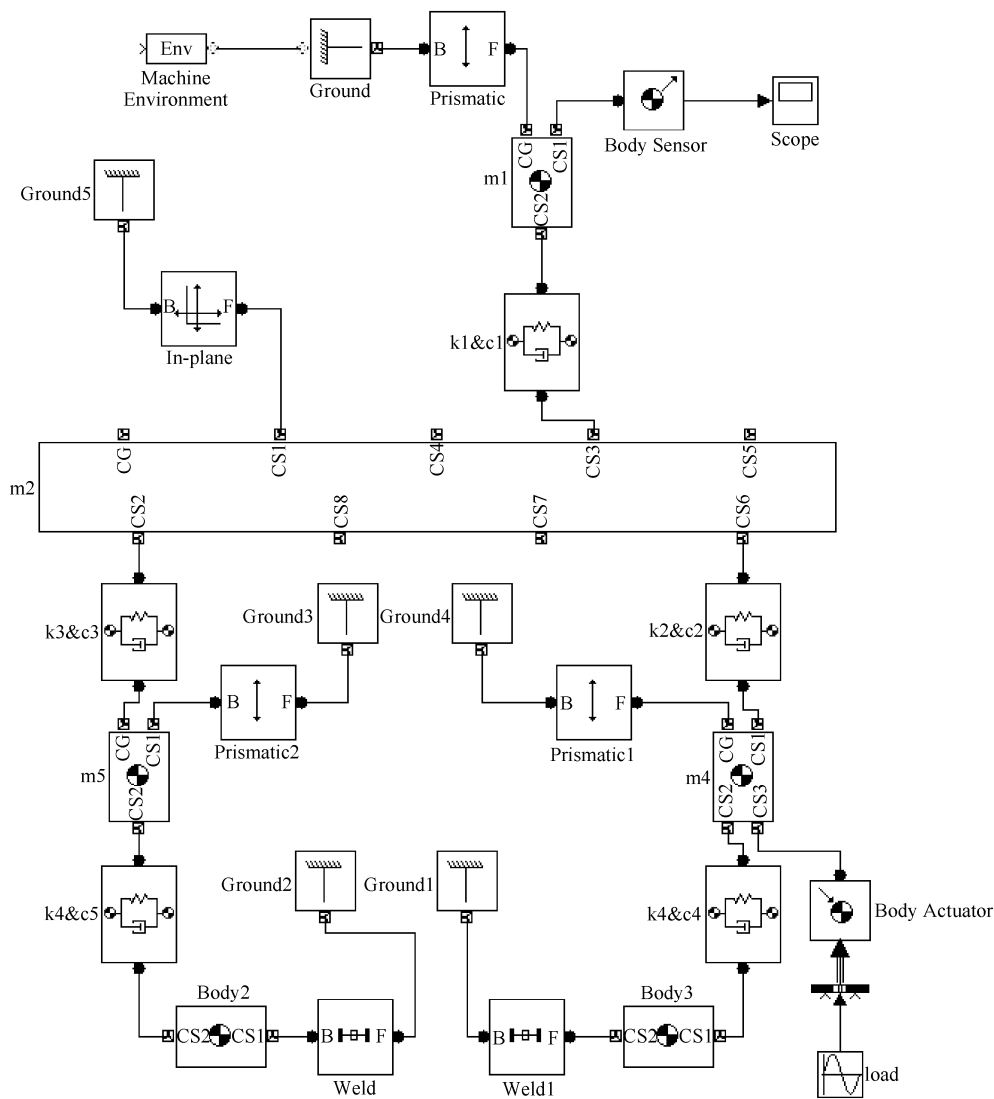 Env
Machine
Environment
Ground
B F
Prismatic
Body Sensor
Scope
CG
CS1
m1
CS2
Ground5
B F
In-plane
k1&c1
CG
CS1
CS4
CS3
CS5
m2
CS2
CS8
CS7
CS6
k3&c3
Ground3
Ground4
k2&c2
B F
Prismatic2
B F
Prismatic1
CG
CS1
m5
CS2
CG
CS1
m4
CS2
CS3
Ground2
Ground1
k4&c5
k4&c4
Body Actuator
Body2
CS2 CS1
B F
Weld
B F
Weld1
Body3
CS2 CS1
load